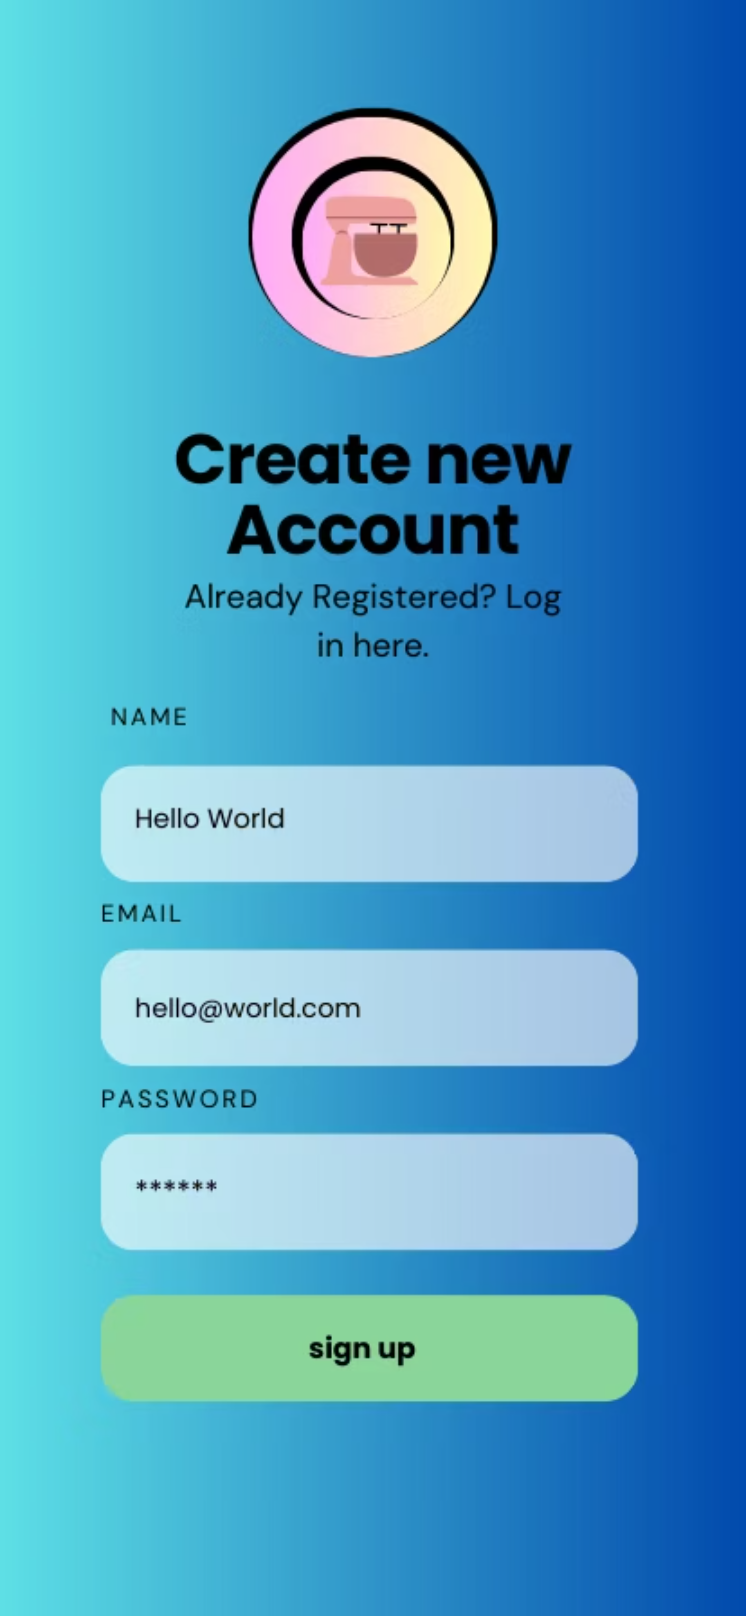 Create new
Account
Already Registered? Log
in here.
NAME
Hello World
EMAIL
hello@world.com
PASSWORD
******
sign up